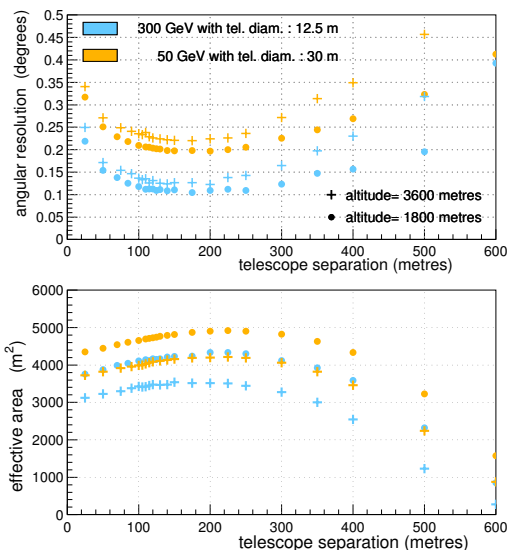 0.5
0.45
0.4
0.35
0.3
0.25
0.2
0.15
0.1
0.05
0
angular resolution (degrees)
300 GeV with tel. diam. : 12.5 m
50 GeV with tel. diam. : 30 m
altitude= 3600 metres
altitude= 1800 metres
0 100 200 300 400 500 600
telescope separation (metres)
6000
5000
4000
3000
2000
1000
0
effective area (m²)
0 100 200 300 400 500 600
telescope separation (metres)